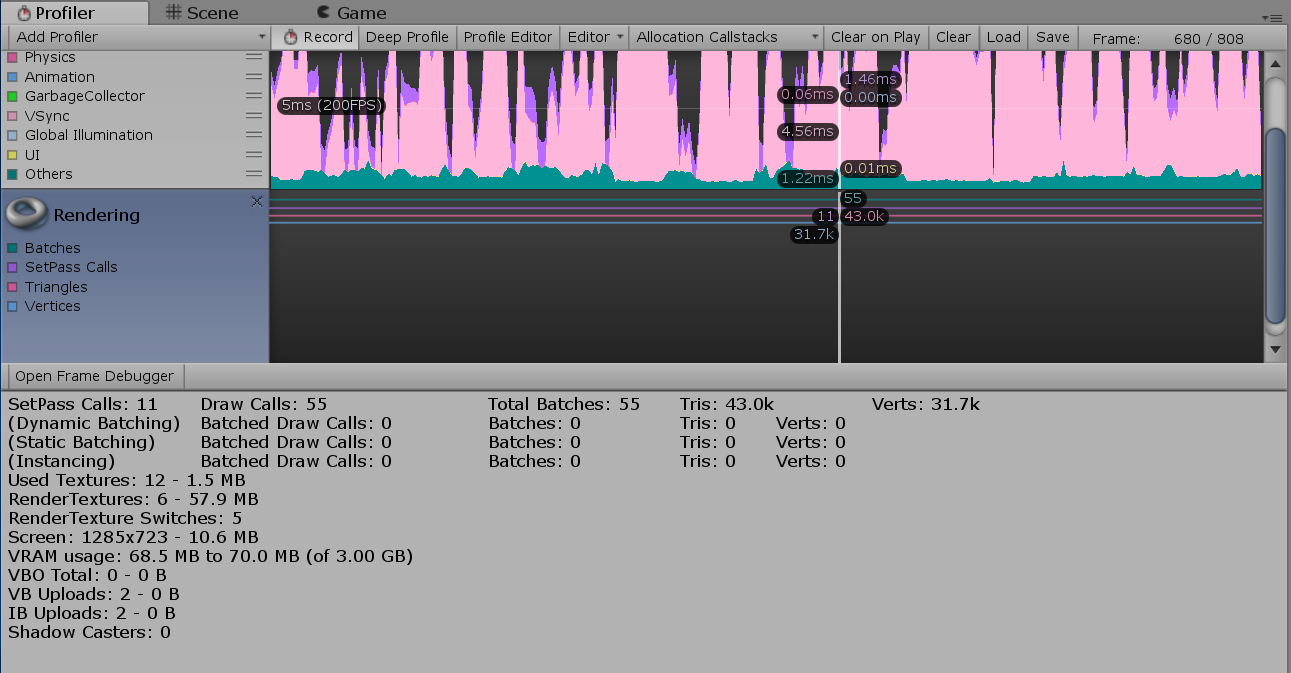 Profiler Scene Game
Add Profiler Record Deep Profile Profile Editor Editor Allocation Callstacks Clear on Play Clear Load Save Frame: 680 / 808
Physics
Animation
GarbageCollector
VSync
Global Illumination
UI
Others
5ms (200FPS)
1.46ms
0.06ms
0.00ms
4.56ms
0.01ms
1.22ms
Rendering
Batches
SetPass Calls
Triangles
Vertices
55
11 43.0k
31.7k
Open Frame Debugger
SetPass Calls: 11 Draw Calls: 55 Total Batches: 55 Tris: 43.0k Verts: 31.7k
(Dynamic Batching) Batched Draw Calls: 0 Batches: 0 Tris: 0 Verts: 0
(Static Batching) Batched Draw Calls: 0 Batches: 0 Tris: 0 Verts: 0
(Instancing) Batched Draw Calls: 0 Batches: 0 Tris: 0 Verts: 0
Used Textures: 12 - 1.5 MB
RenderTextures: 6 - 57.9 MB
RenderTexture Switches: 5
Screen: 1285x723 - 10.6 MB
VRAM usage: 68.5 MB to 70.0 MB (of 3.00 GB)
VBO Total: 0 - 0 B
VB Uploads: 2 - 0 B
IB Uploads: 2 - 0 B
Shadow Casters: 0